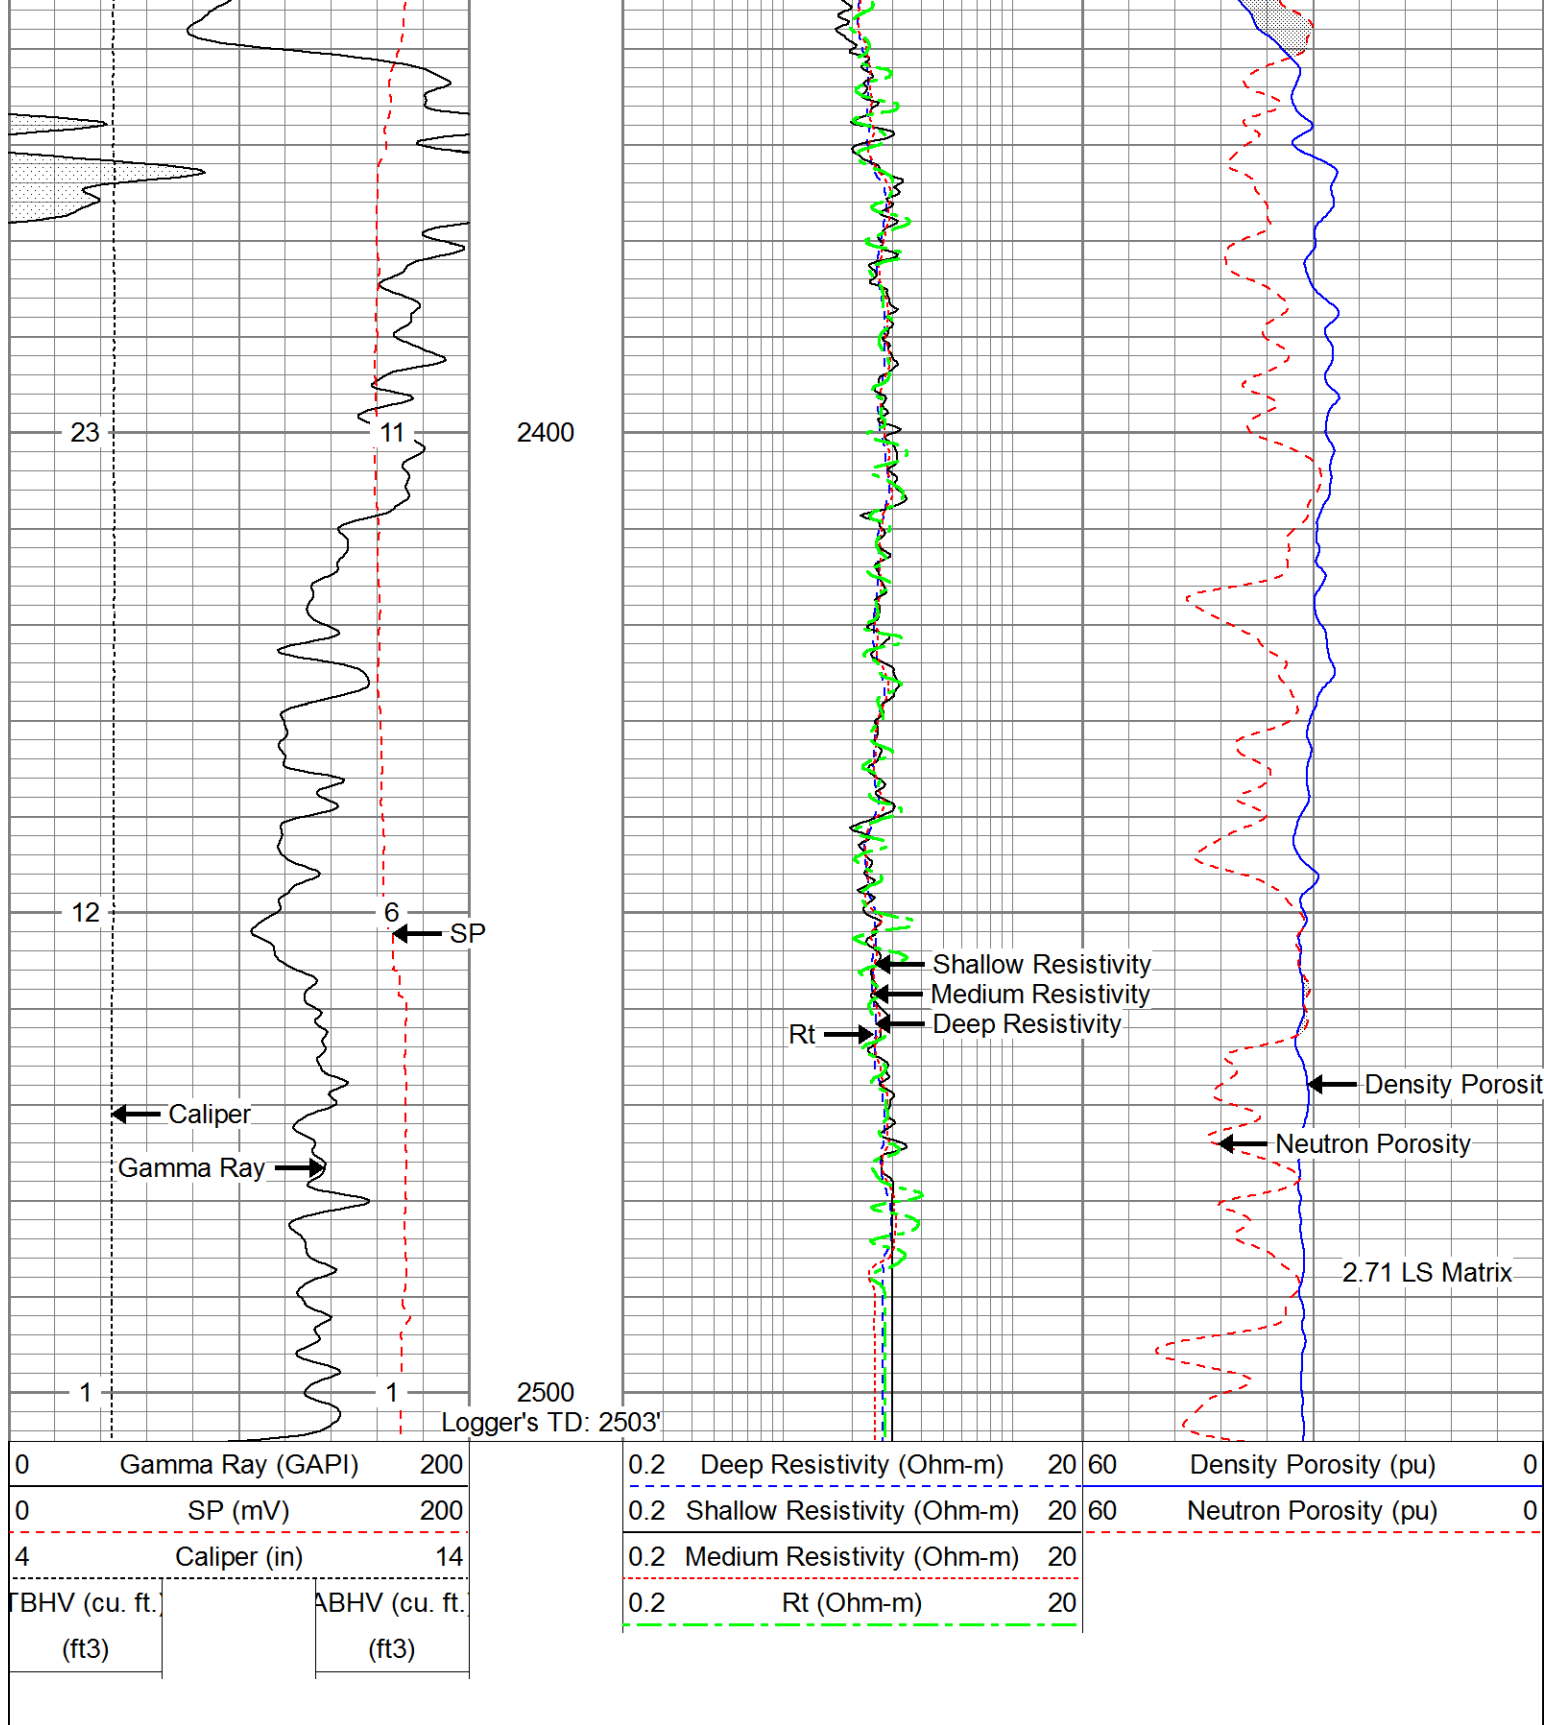 23 11 2400
12 6
SP
Shallow Resistivity
Medium Resistivity
Deep Resistivity
Rt
Density Porosit
Caliper
Neutron Porosity
Gamma Ray
2.71 LS Matrix
1 1 2500
Logger's TD: 2503'
0 Gamma Ray (GAPI) 200 0.2 Deep Resistivity (Ohm-m) 20 60 Density Porosity (pu) 0
0 SP (mV) 200 0.2 Shallow Resistivity (Ohm-m) 20 60 Neutron Porosity (pu) 0
4 Caliper (in) 14 0.2 Medium Resistivity (Ohm-m) 20
TBHV (cu. ft.) ABHV (cu. ft.) 0.2 Rt (Ohm-m) 20
(ft3) (ft3)